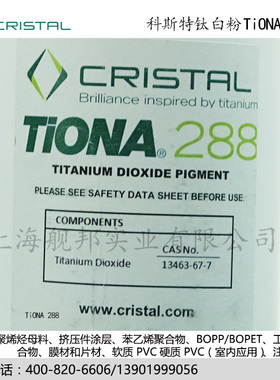 CRISTAL
科斯特钛白粉TiONA
CRISTAL
Brilliance inspired by titanium
TiONA® 288
TITANIUM DIOXIDE PIGMENT
PLEASE SEE SAFETY DATA SHEET BEFORE USE.
COMPONENTS
CAS No.
Titanium Dioxide
13463-67-7
上海舰邦实业有限公司
www.cristal.com
TiONA 288
聚烯烃母料、挤压件涂层、苯乙烯聚合物、BOPP/BOPET、工
合物、膜材和片材、软质 PVC 硬质 PVC（室内应用）、注
：400-820-6606/13901999056